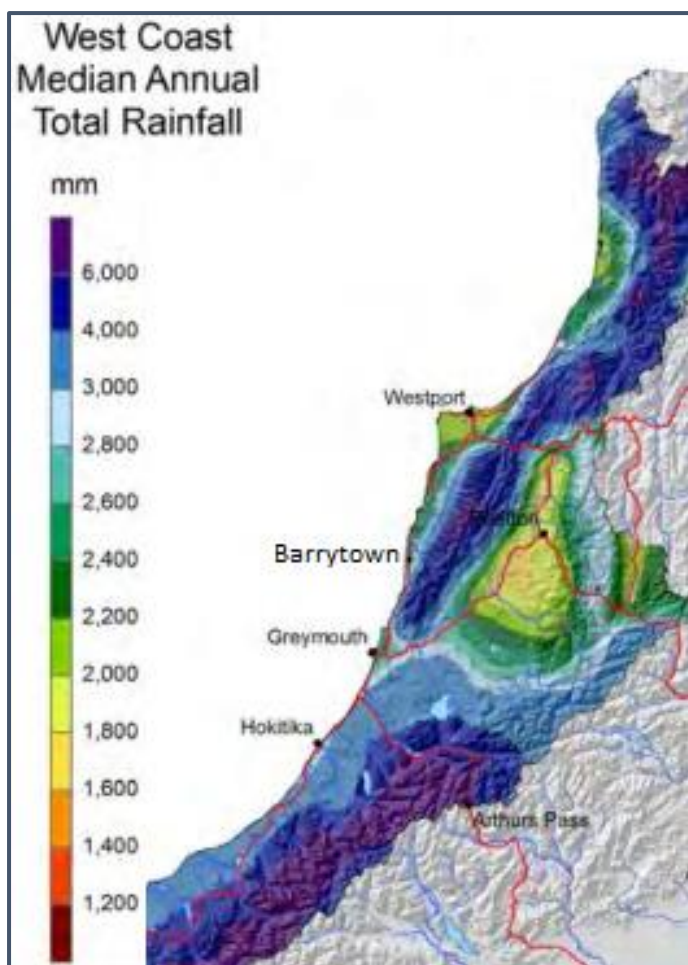 West Coast
Median Annual
Total Rainfall
mm
6,000
4,000
3,000
2,800
2,600
2,400
2,200
2,000
1,800
1,600
1,400
1,200
Westport
Barrytown
Greymouth
Hokitika
Arthurs Pass